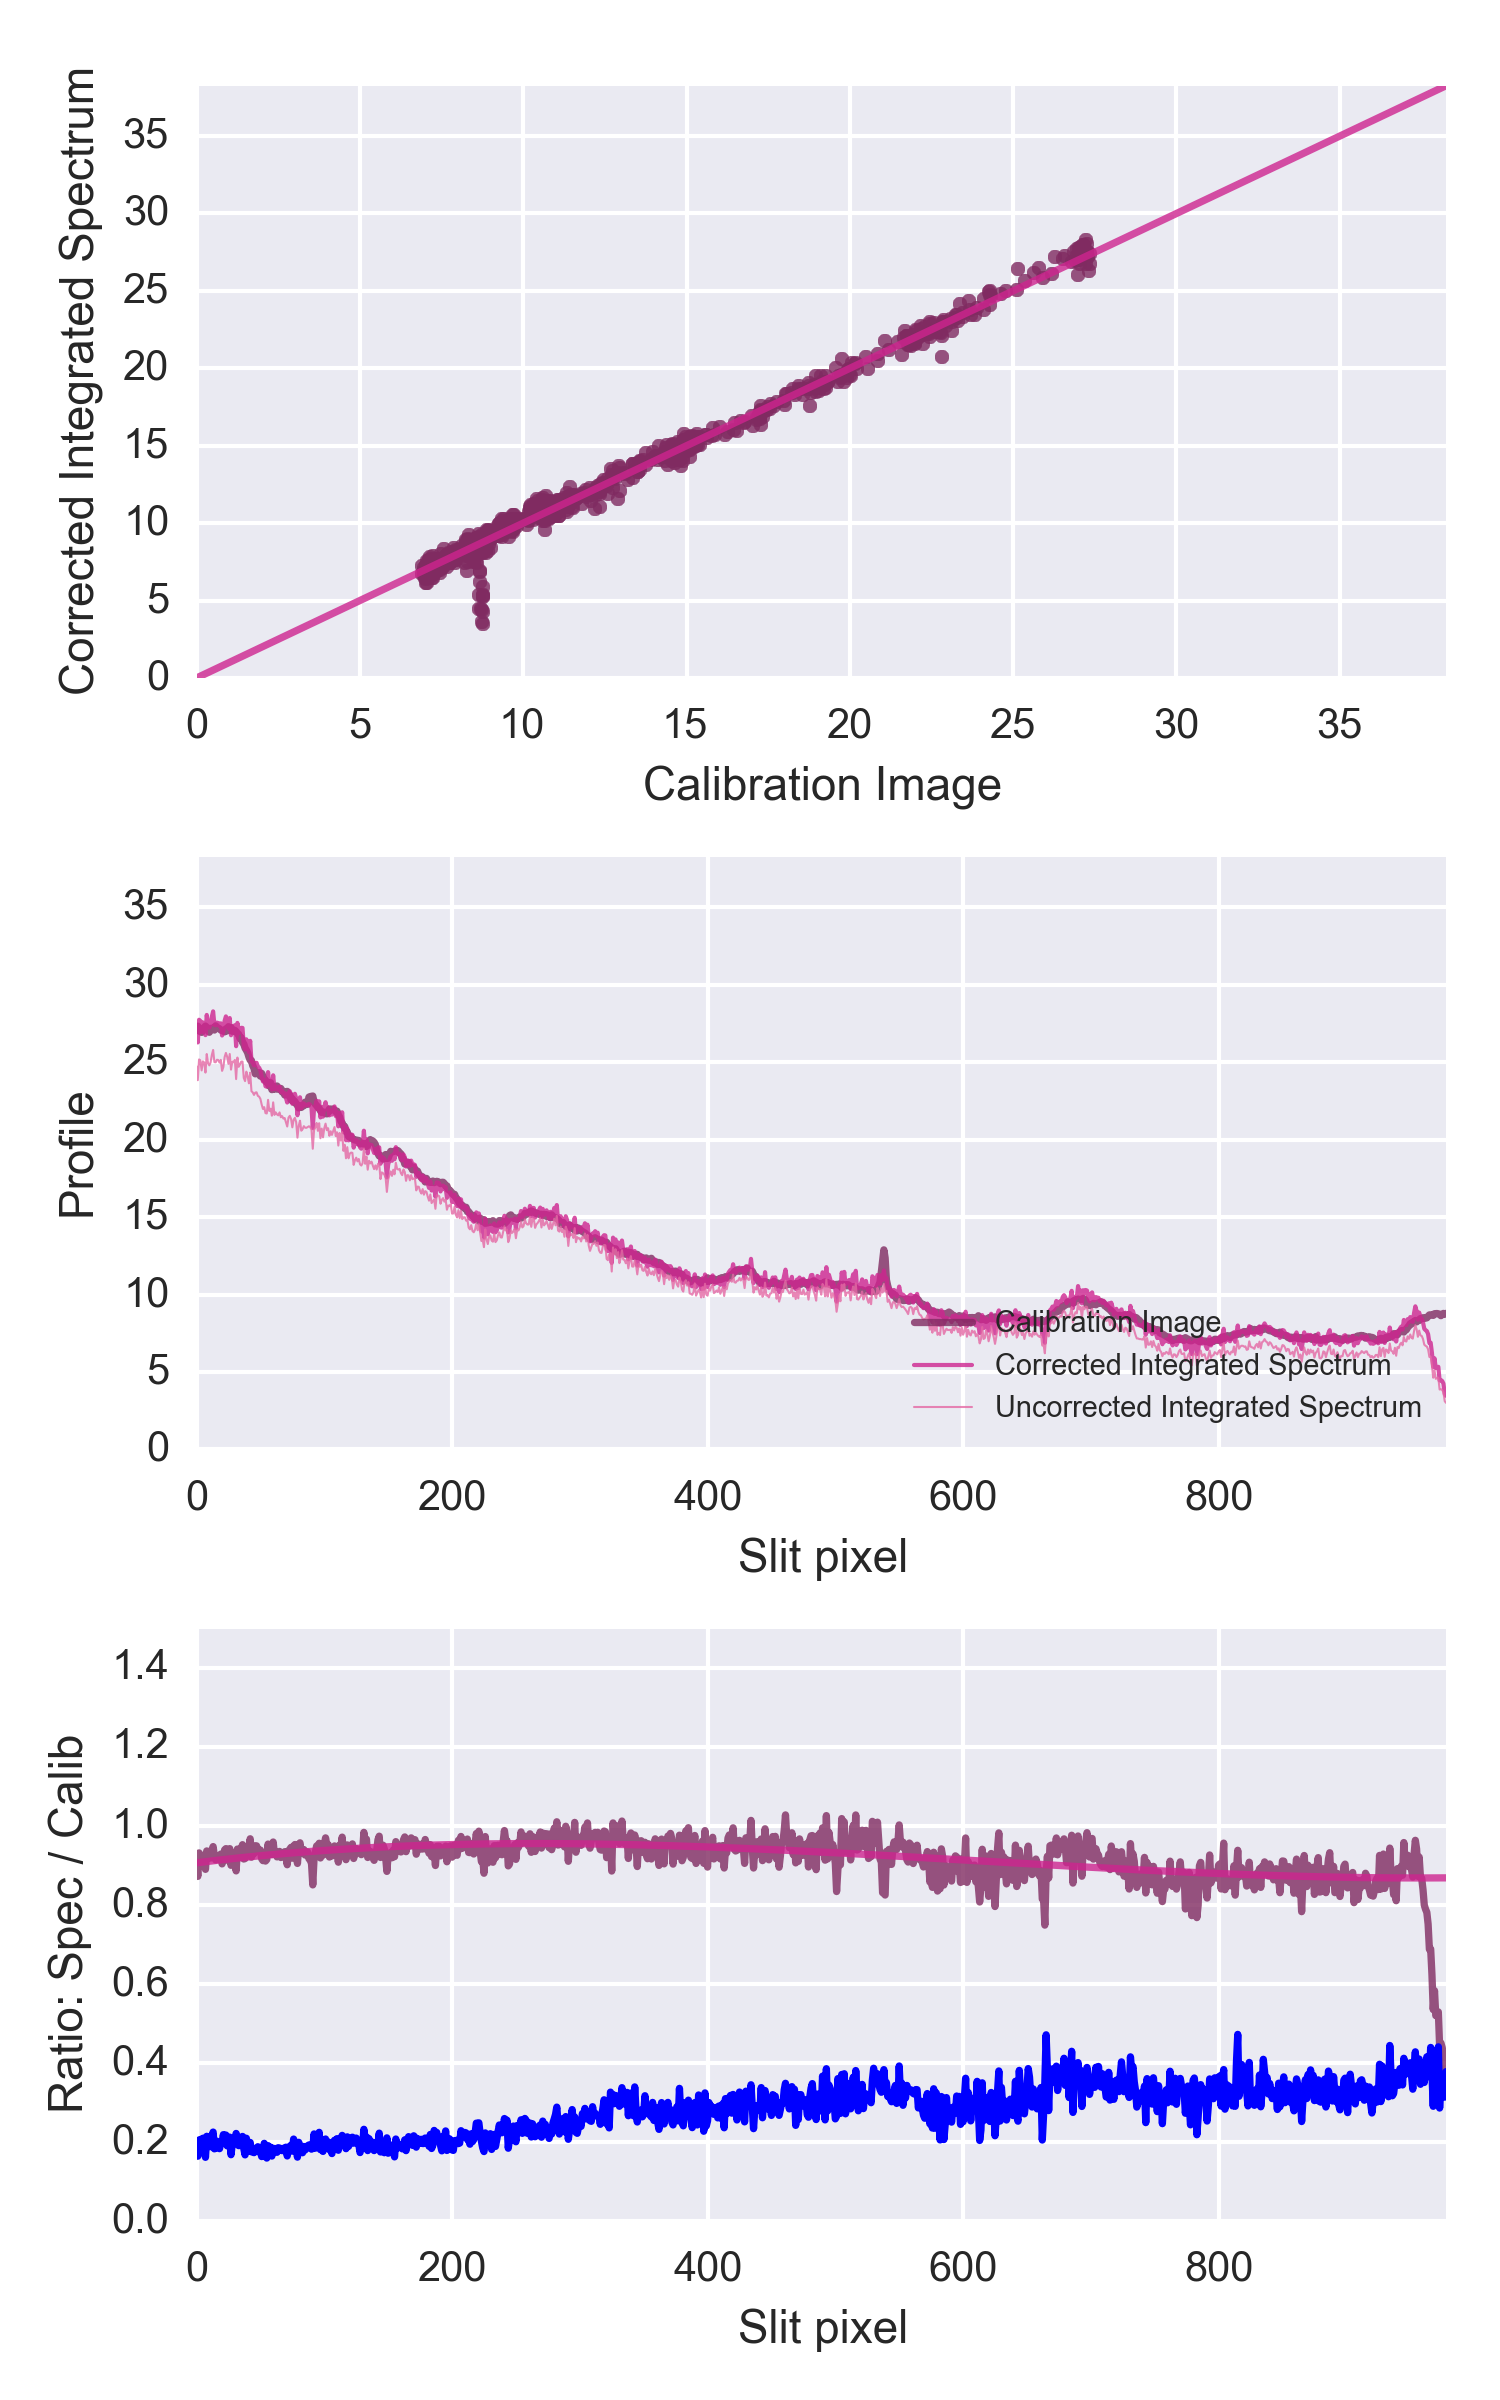 Corrected Integrated Spectrum
35
30
25
20
15
10
5
0
0 5 10 15 20 25 30 35
Calibration Image
Profile
35
30
25
20
15
10
5
0
Calibration Image
Corrected Integrated Spectrum
Uncorrected Integrated Spectrum
0 200 400 600 800
Slit pixel
Ratio: Spec / Calib
1.4
1.2
1.0
0.8
0.6
0.4
0.2
0.0
0 200 400 600 800
Slit pixel